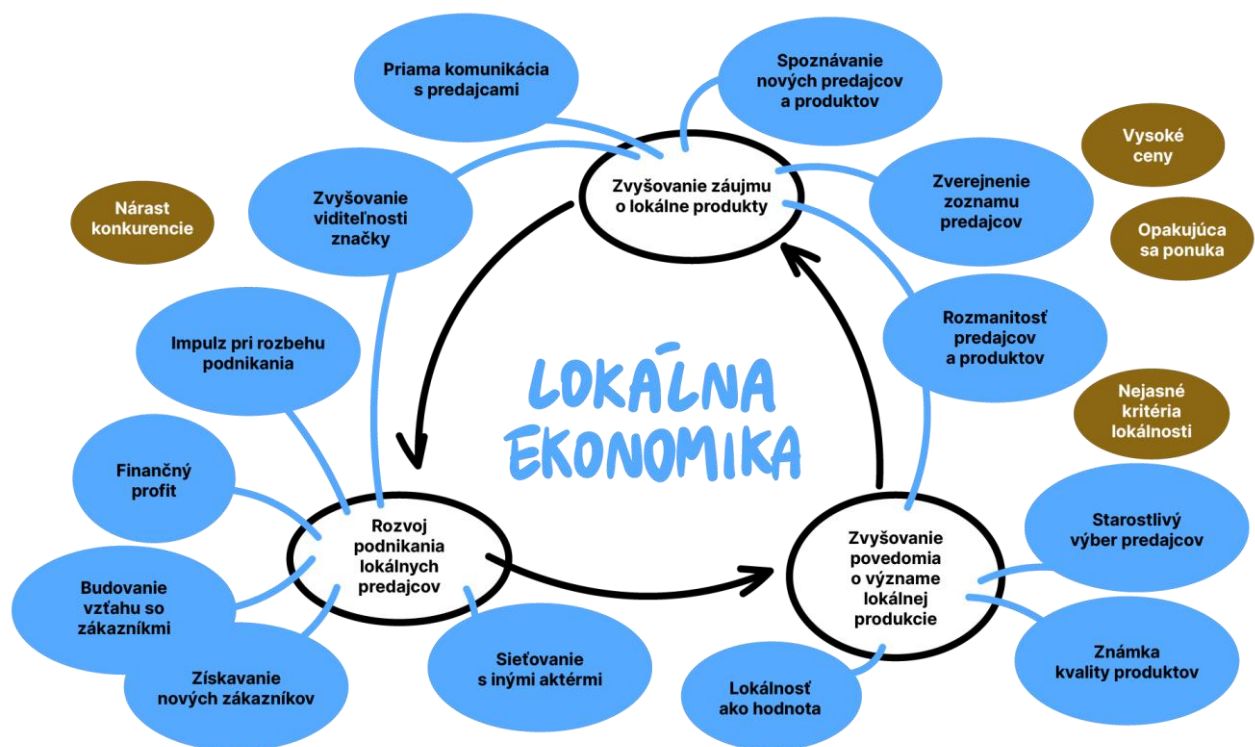 Priama komunikácia
s predajcami
Spoznávanie
nových predajcov
a produktov
Vysoké
ceny
Zvyšovanie
viditeľnosti
značky
Zvyšovanie záujmu
o lokálne produkty
Zverejnenie
zoznamu
predajcov
Nárast
konkurencie
Opakujúca
sa ponuka
Impulz pri rozbehu
podnikania
Rozmanitosť
predajcov
a produktov
LOKÁLNA
EKONOMIKA
Nejasné
kritéria
lokálnosti
Finančný
profit
Rozvoj
podnikania
lokálnych
predajcov
Zvyšovanie
povedomia
o význame
lokálnej
produkcie
Starostlivý
výber predajcov
Budovanie
vzťahu so
zákazníkmi
Získavanie
nových zákazníkov
Sieťovanie
s inými aktérmi
Lokálnosť
ako hodnota
Známka
kvality produktov